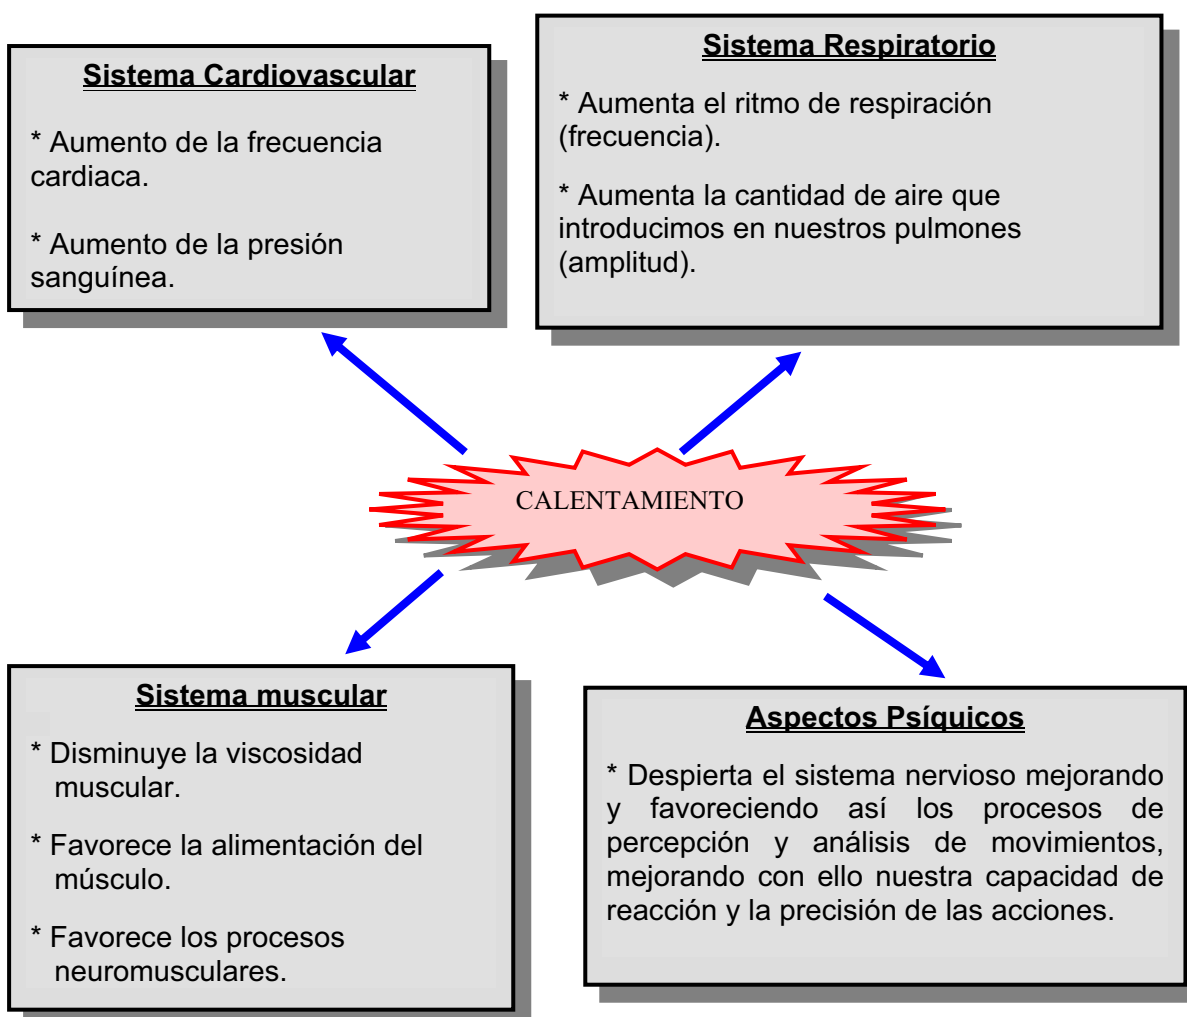 Sistema Cardiovascular
* Aumento de la frecuencia
cardiaca.
* Aumento de la presión
sanguínea.
Sistema Respiratorio
* Aumenta el ritmo de respiración
(frecuencia).
* Aumenta la cantidad de aire que
introducimos en nuestros pulmones
(amplitud).
CALENTAMIENTO
Sistema muscular
* Disminuye la viscosidad
muscular.
* Favorece la alimentación del
músculo.
* Favorece los procesos
neuromusculares.
Aspectos Psíquicos
* Despierta el sistema nervioso mejorando
y favoreciendo así los procesos de
percepción y análisis de movimientos,
mejorando con ello nuestra capacidad de
reacción y la precisión de las acciones.